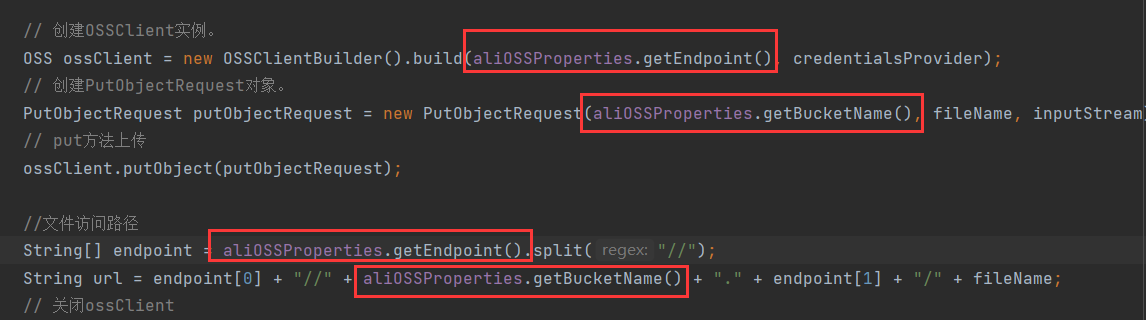 // 创建OSSClient实例。
OSS ossClient = new OSSClientBuilder().build(aliOSSProperties.getEndpoint(), credentialsProvider);
// 创建PutObjectRequest对象。
PutObjectRequest putObjectRequest = new PutObjectRequest(aliOSSProperties.getBucketName(), fileName, inputStream)
// put方法上传
ossClient.putObject(putObjectRequest);
//文件访问路径
String[] endpoint = aliOSSProperties.getEndpoint().split( regex: "//");
String url = endpoint[0] + "//" + aliOSSProperties.getBucketName() + "." + endpoint[1] + "/" + fileName;
// 关闭ossClient